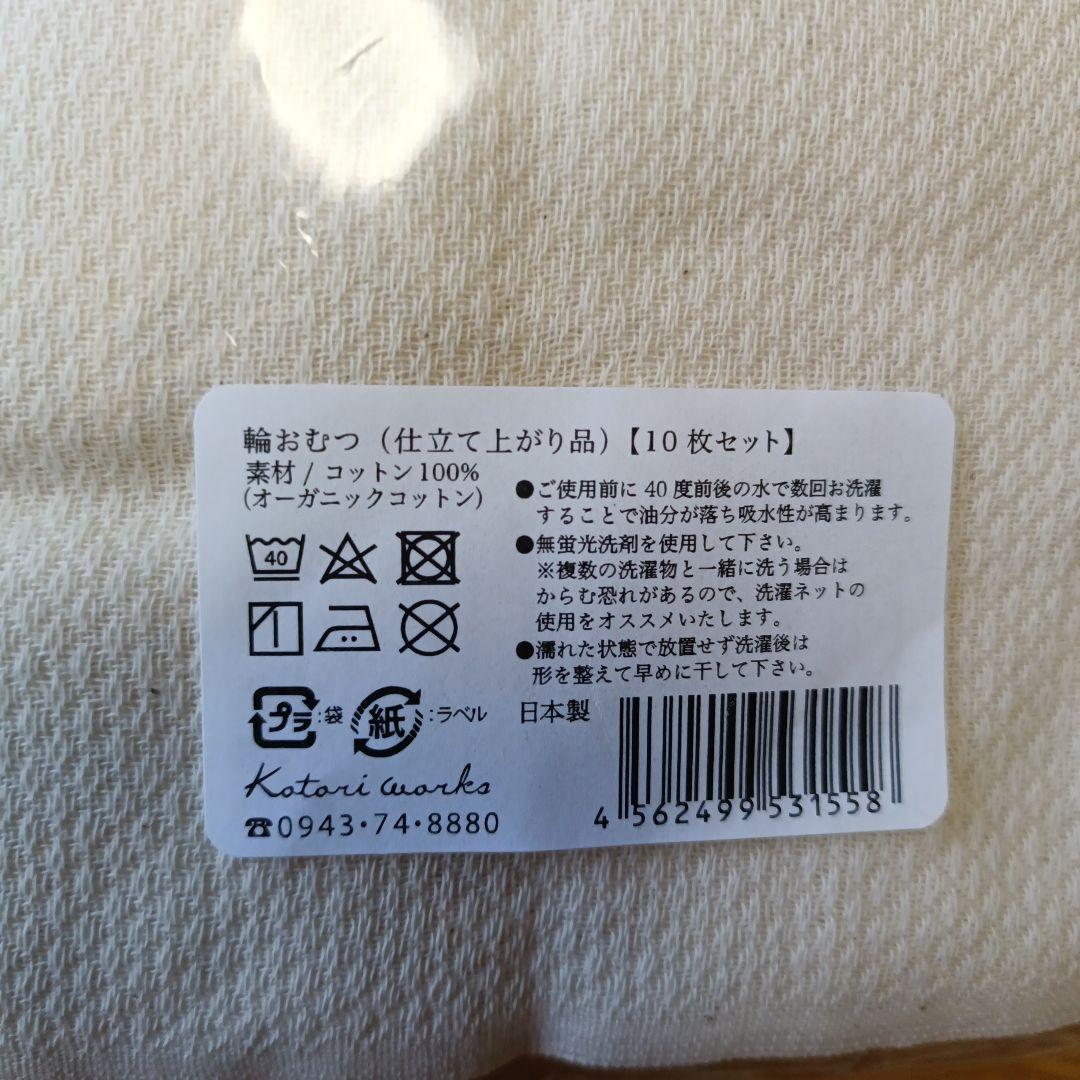 輪おむつ（仕立て上がり品）【10枚セット】
素材 / コットン100%
(オーガニックコットン)
●ご使用前に 40 度前後の水で数回お洗濯
することで油分が落ち吸水性が高まります。
●無蛍光洗剤を使用して下さい。
※複数の洗濯物と一緒に洗う場合は
からむ恐れがあるので、洗濯ネットの
使用をオススメいたします。
●濡れた状態で放置せず洗濯後は
形を整えて早めに干して下さい。
40
プラ:袋 紙:ラベル
日本製
Kotori works
☎0943・74・8880
4 562499 531558